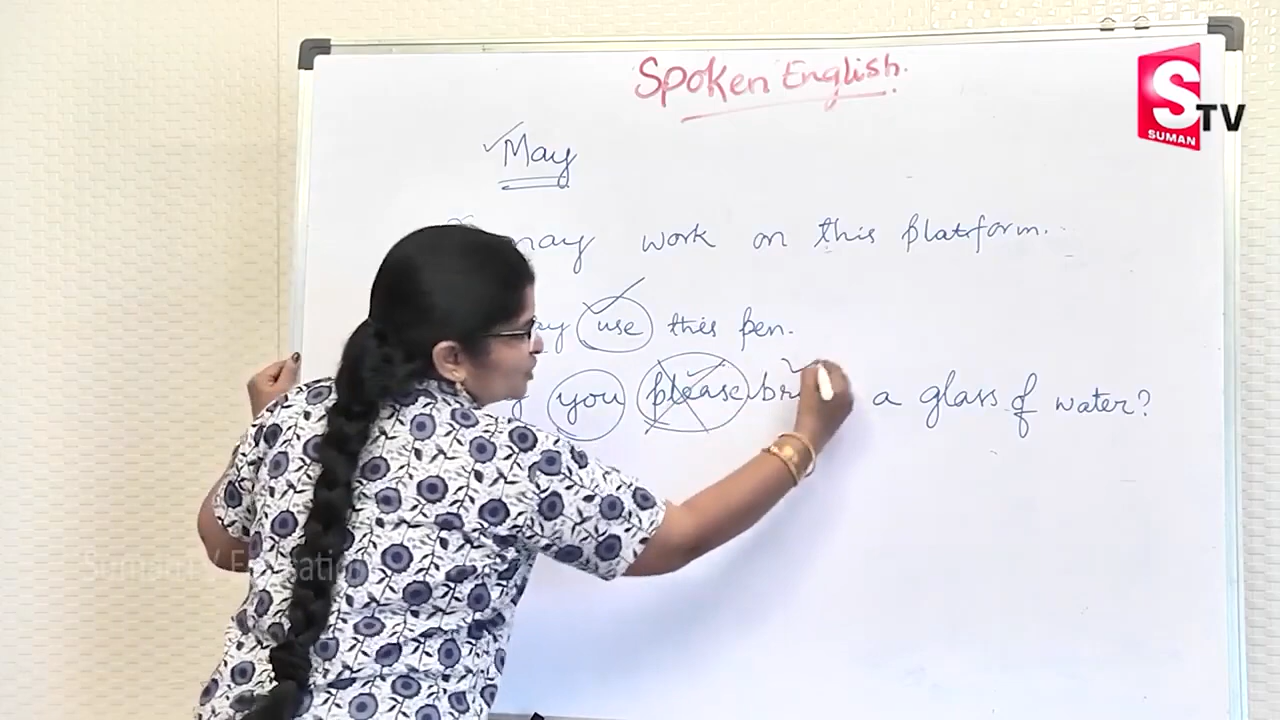 Spoken English.
May
may work on this platform.
use this pen.
you please a glass of water?
S TV
SUMAN